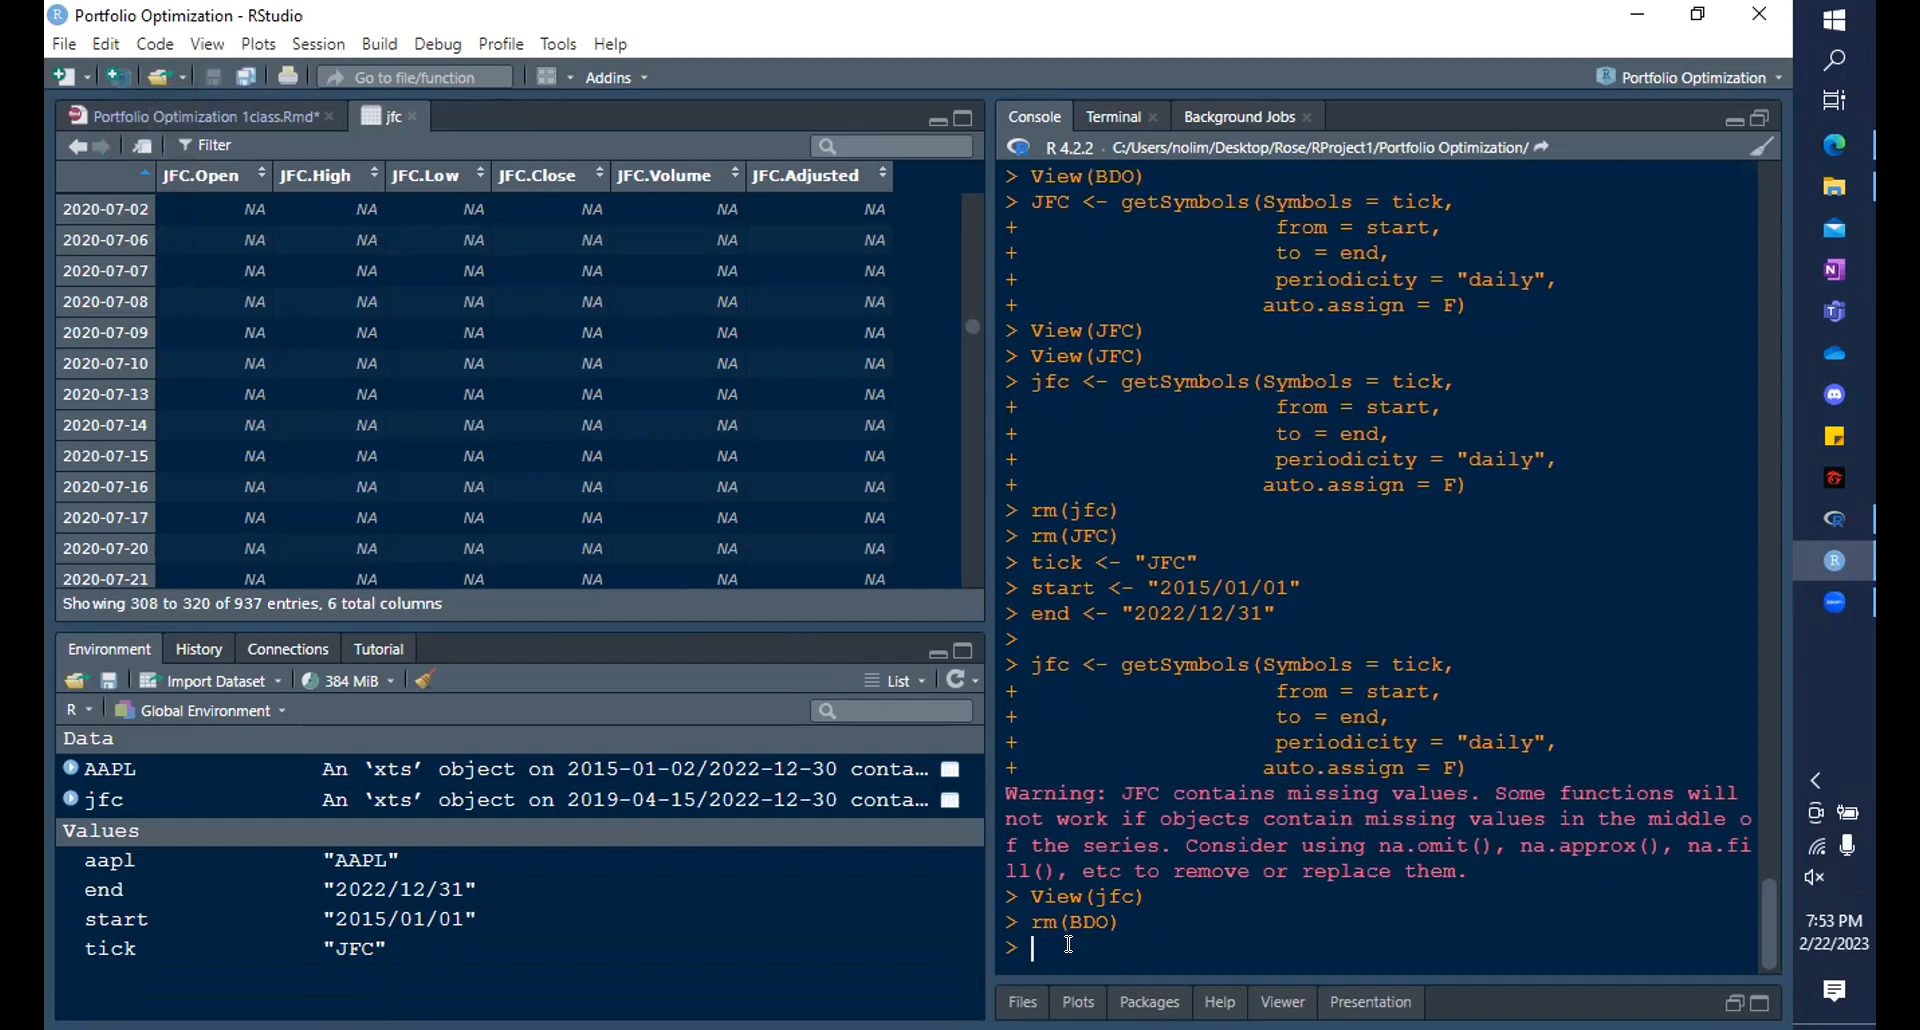 Portfolio Optimization - RStudio
File Edit Code View Plots Session Build Debug Profile Tools Help
Go to file/function Addins Portfolio Optimization
Portfolio Optimization 1class.Rmd* jfc
Filter
JFC.Open JFC.High JFC.Low JFC.Close JFC.Volume JFC.Adjusted
2020-07-02 NA NA NA NA NA NA
2020-07-06 NA NA NA NA NA NA
2020-07-07 NA NA NA NA NA NA
2020-07-08 NA NA NA NA NA NA
2020-07-09 NA NA NA NA NA NA
2020-07-10 NA NA NA NA NA NA
2020-07-13 NA NA NA NA NA NA
2020-07-14 NA NA NA NA NA NA
2020-07-15 NA NA NA NA NA NA
2020-07-16 NA NA NA NA NA NA
2020-07-17 NA NA NA NA NA NA
2020-07-20 NA NA NA NA NA NA
2020-07-21 NA NA NA NA NA NA
Showing 308 to 320 of 937 entries, 6 total columns
Environment History Connections Tutorial
Import Dataset 384 MiB List
R Global Environment
Data
AAPL An ‘xts’ object on 2015-01-02/2022-12-30 conta…
jfc An ‘xts’ object on 2019-04-15/2022-12-30 conta…
Values
aapl "AAPL"
end "2022/12/31"
start "2015/01/01"
tick "JFC"
Console Terminal Background Jobs
R 4.2.2 · C:/Users/nolim/Desktop/Rose/RProject1/Portfolio Optimization/
> View(BDO)
> JFC <- getSymbols(Symbols = tick,
+ from = start,
+ to = end,
+ periodicity = "daily",
+ auto.assign = F)
> View(JFC)
> View(JFC)
> jfc <- getSymbols(Symbols = tick,
+ from = start,
+ to = end,
+ periodicity = "daily",
+ auto.assign = F)
> rm(jfc)
> rm(JFC)
> tick <- "JFC"
> start <- "2015/01/01"
> end <- "2022/12/31"
>
> jfc <- getSymbols(Symbols = tick,
+ from = start,
+ to = end,
+ periodicity = "daily",
+ auto.assign = F)
Warning: JFC contains missing values. Some functions will
not work if objects contain missing values in the middle o
f the series. Consider using na.omit(), na.approx(), na.fi
ll(), etc to remove or replace them.
> View(jfc)
> rm(BDO)
>
Files Plots Packages Help Viewer Presentation
7:53 PM
2/22/2023